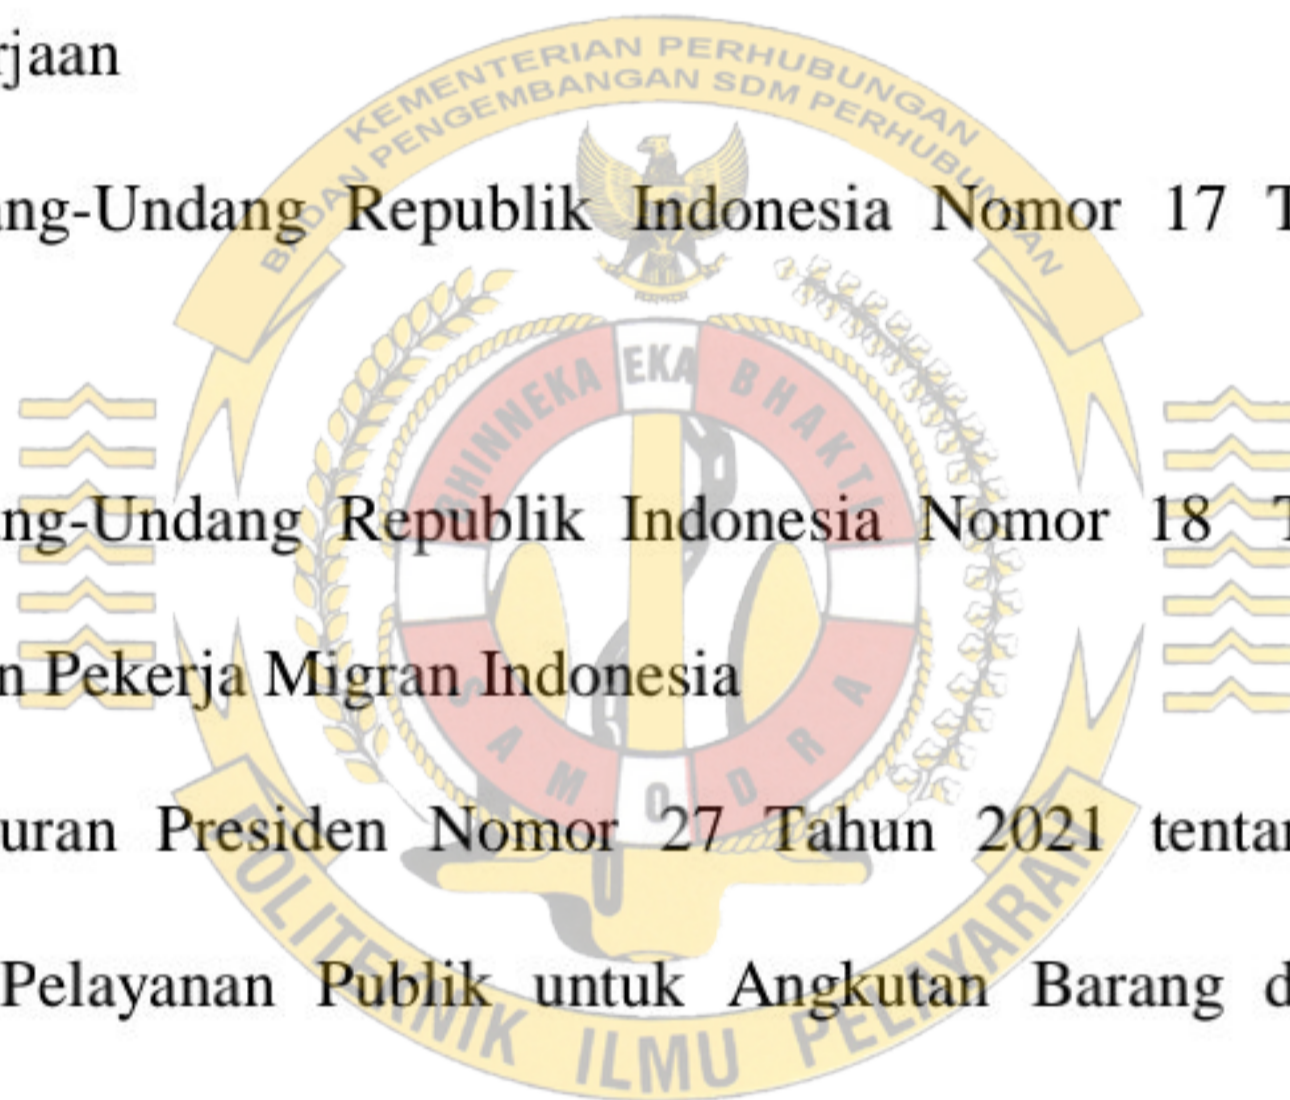 rjaan
KEMENTERIAN PERHUBUNGAN
BADAN PENGEMBANGAN SDM PERHUBUNGAN
ang-Undang Republik Indonesia Nomor 17 T
BHINNEKA EKA BHAKTI
ang-Undang Republik Indonesia Nomor 18 T
n Pekerja Migran Indonesia
SAMODRA
uran Presiden Nomor 27 Tahun 2021 tentan
Pelayanan Publik untuk Angkutan Barang d
POLITEKNIK ILMU PELAYARAN